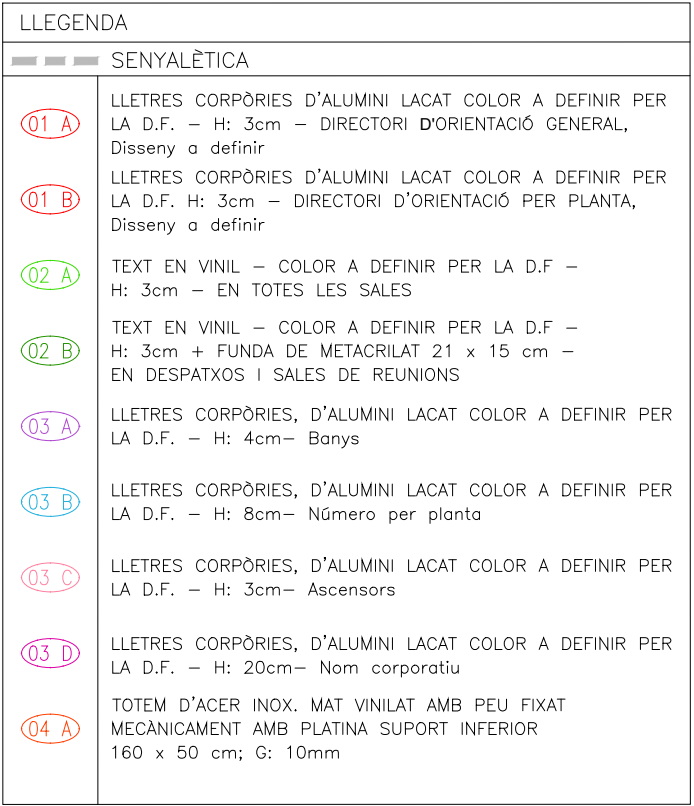 LLEGENDA
SENYALÈTICA
01 A
LLETRES CORPÒRIES D'ALUMINI LACAT COLOR A DEFINIR PER
LA D.F. – H: 3cm – DIRECTORI D'ORIENTACIÓ GENERAL,
Disseny a definir
01 B
LLETRES CORPÒRIES D'ALUMINI LACAT COLOR A DEFINIR PER
LA D.F. H: 3cm – DIRECTORI D'ORIENTACIÓ PER PLANTA,
Disseny a definir
02 A
TEXT EN VINIL – COLOR A DEFINIR PER LA D.F –
H: 3cm – EN TOTES LES SALES
02 B
TEXT EN VINIL – COLOR A DEFINIR PER LA D.F –
H: 3cm + FUNDA DE METACRILAT 21 x 15 cm –
EN DESPATXOS I SALES DE REUNIONS
03 A
LLETRES CORPÒRIES, D'ALUMINI LACAT COLOR A DEFINIR PER
LA D.F. – H: 4cm– Banys
03 B
LLETRES CORPÒRIES, D'ALUMINI LACAT COLOR A DEFINIR PER
LA D.F. – H: 8cm– Número per planta
03 C
LLETRES CORPÒRIES, D'ALUMINI LACAT COLOR A DEFINIR PER
LA D.F. – H: 3cm– Ascensors
03 D
LLETRES CORPÒRIES, D'ALUMINI LACAT COLOR A DEFINIR PER
LA D.F. – H: 20cm– Nom corporatiu
04 A
TOTEM D'ACER INOX. MAT VINILAT AMB PEU FIXAT
MECÀNICAMENT AMB PLATINA SUPORT INFERIOR
160 x 50 cm; G: 10mm